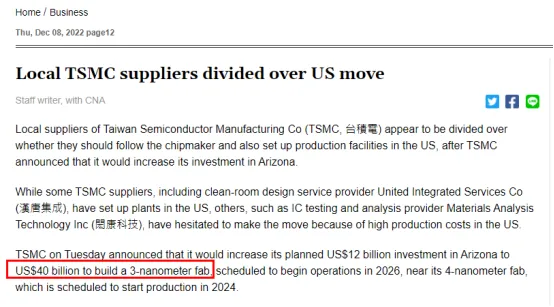 Home / Business
Thu, Dec 08, 2022 page12
Local TSMC suppliers divided over US move
Staff writer, with CNA
Local suppliers of Taiwan Semiconductor Manufacturing Co (TSMC, 台積電) appear to be divided over
whether they should follow the chipmaker and also set up production facilities in the US, after TSMC
announced that it would increase its investment in Arizona.
While some TSMC suppliers, including clean-room design service provider United Integrated Services Co
(漢唐集成), have set up plants in the US, others, such as IC testing and analysis provider Materials Analysis
Technology Inc (閎康科技), have hesitated to make the move because of high production costs in the US.
TSMC on Tuesday announced that it would increase its planned US$12 billion investment in Arizona to
US$40 billion to build a 3-nanometer fab, scheduled to begin operations in 2026, near its 4-nanometer fab,
which is scheduled to start production in 2024.